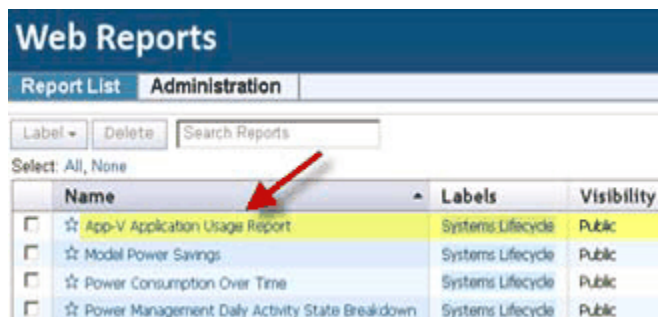 Web Reports
Report List Administration
Label Delete Search Reports
Select: All, None
Name Labels Visibility
App-V Application Usage Report Systems Lifecycle Public
Model Power Savings Systems Lifecycle Public
Power Consumption Over Time Systems Lifecycle Public
Power Management Daily Activity State Breakdown Systems Lifecycle Public